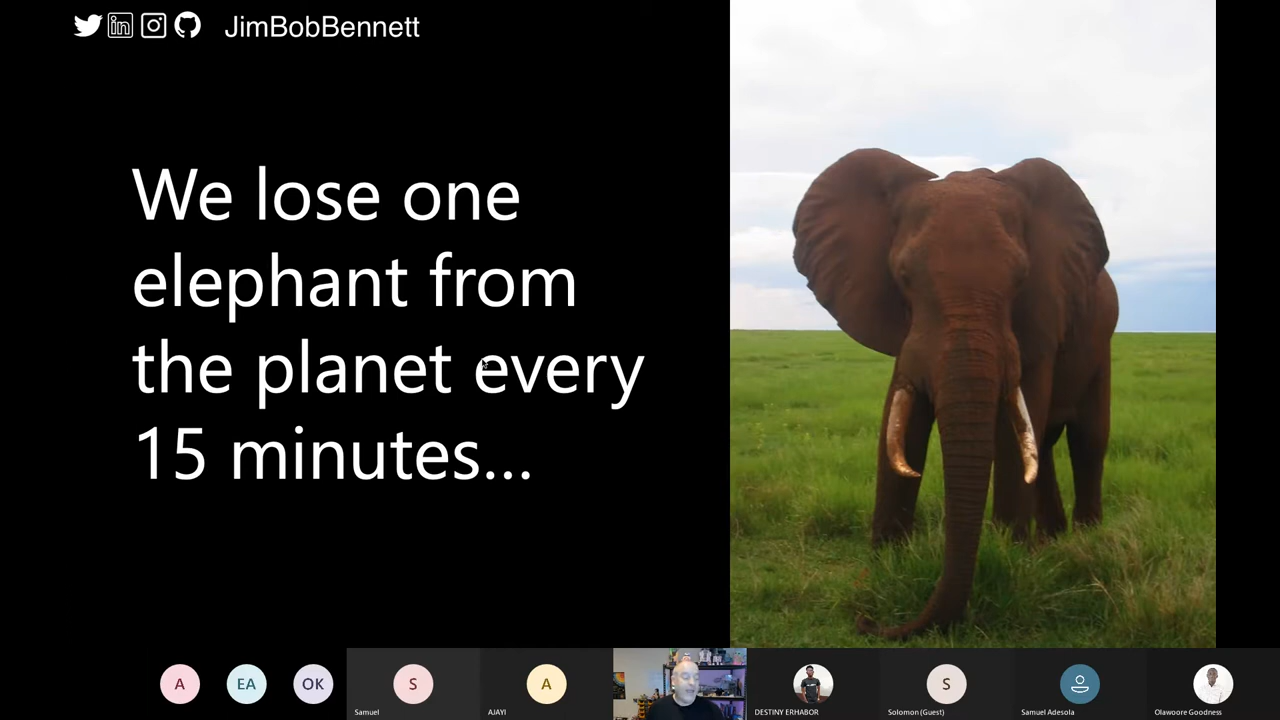 JimBobBennett
We lose one
elephant from
the planet every
15 minutes...
A
EA
OK
S
A
S
Samuel
AJAYI
DESTINY ERHABOR
Solomon (Guest)
Samuel Adesola
Olawoore Goodness